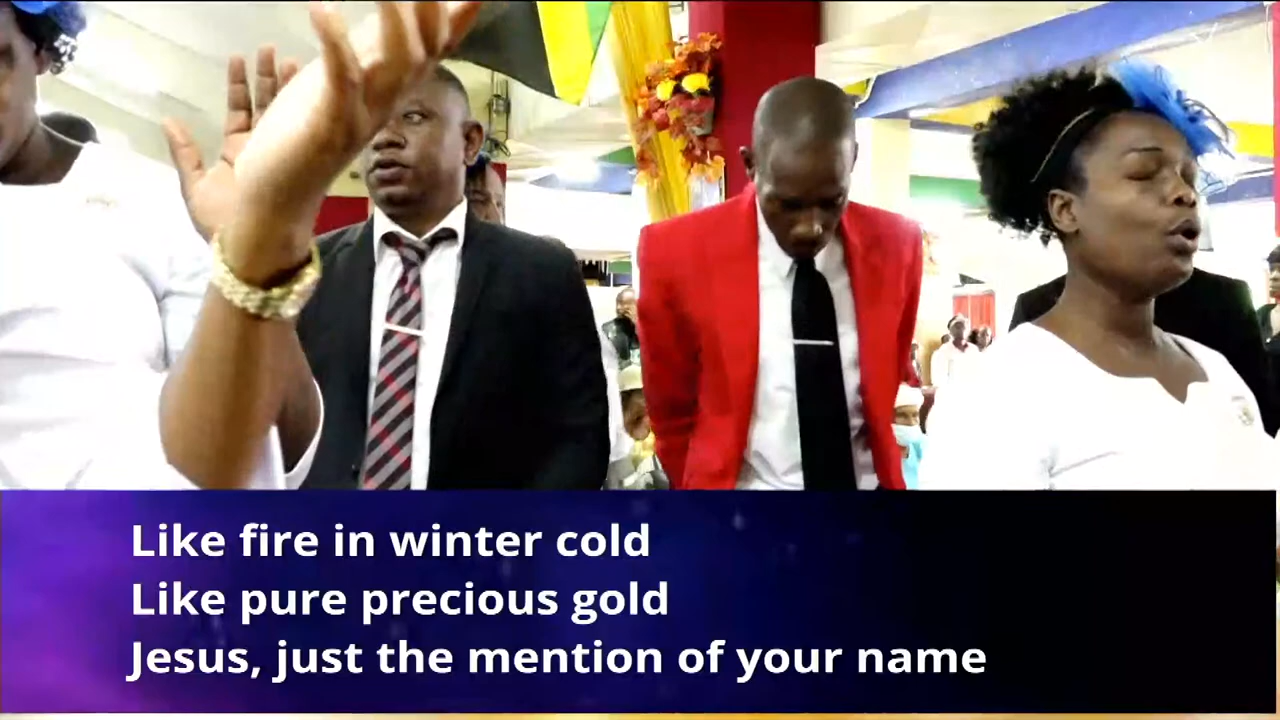 Like fire in winter cold
Like pure precious gold
Jesus, just the mention of your name